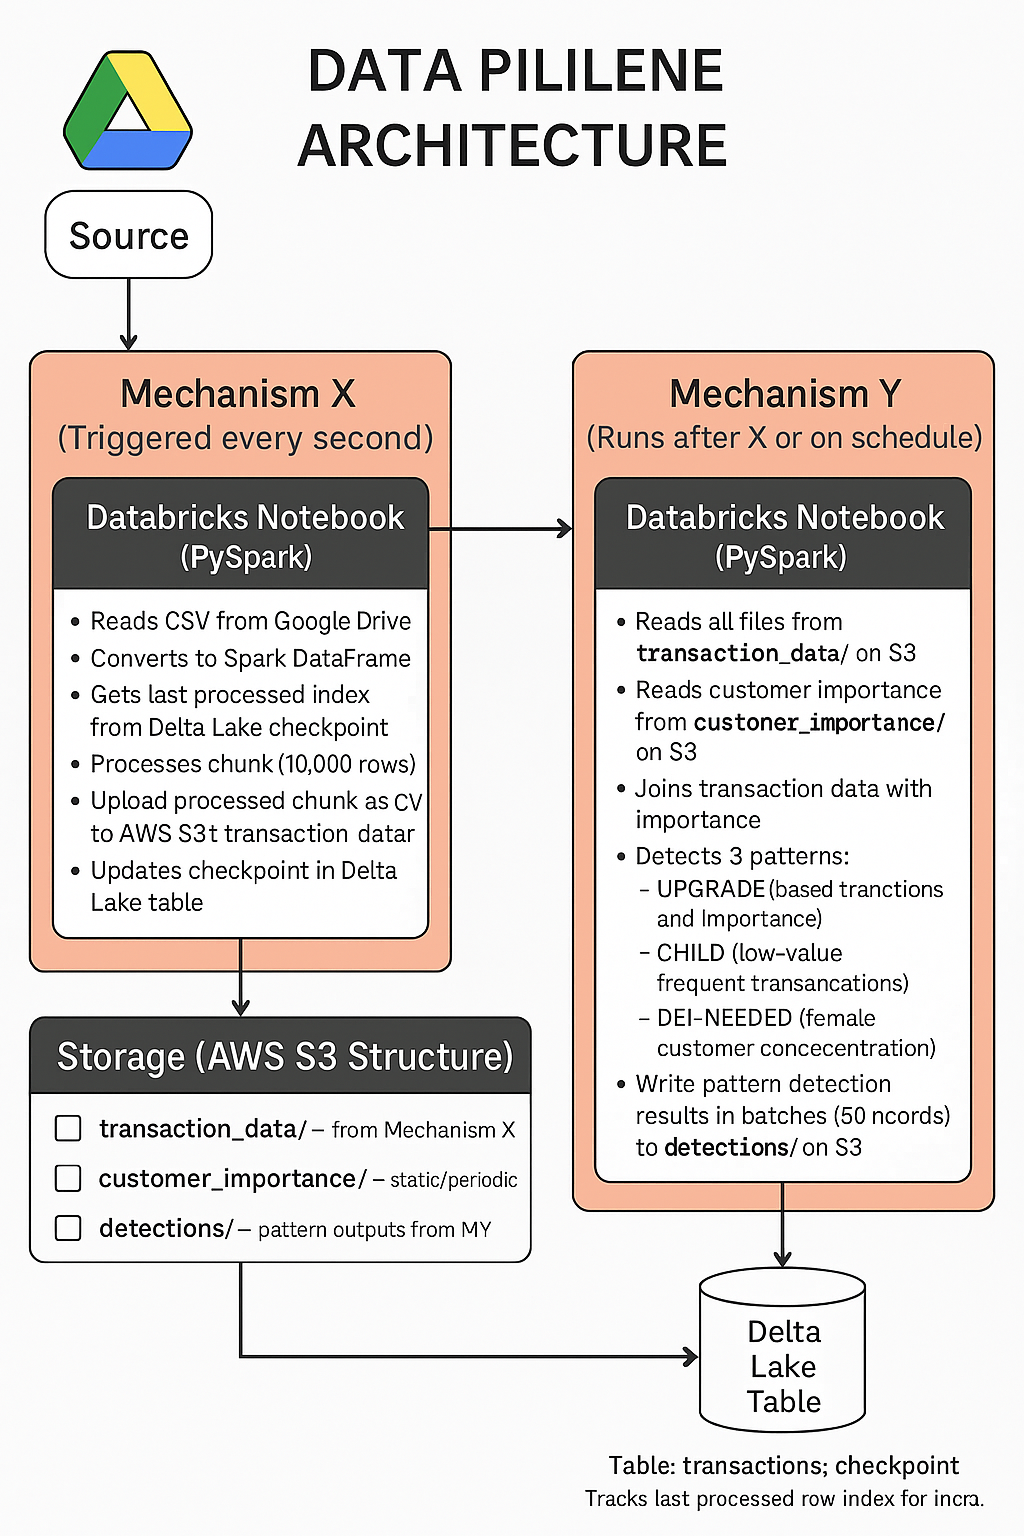 DATA PILILENE
ARCHITECTURE
Source
Mechanism X
(Triggered every second)
Databricks Notebook
(PySpark)
• Reads CSV from Google Drive
• Converts to Spark DataFrame
• Gets last processed index
from Delta Lake checkpoint
• Processes chunk (10,000 rows)
• Upload processed chunk as CV
to AWS S3t transaction datar
• Updates checkpoint in Delta
Lake table
Storage (AWS S3 Structure)
transaction_data/ – from Mechanism X
customer_importance/ – static/periodic
detections/ – pattern outputs from MY
Mechanism Y
(Runs after X or on schedule)
Databricks Notebook
(PySpark)
• Reads all files from
transaction_data/ on S3
• Reads customer importance
from custoner_importance/
on S3
• Joins transaction data with
importance
• Detects 3 patterns:
– UPGRADE (based tranctions
and Importance)
– CHILD (low-value
frequent transancations)
– DEI-NEEDED (female
customer concecentration)
• Write pattern detection
results in batches (50 ncords)
to detections/ on S3
Delta
Lake
Table
Table: transactions; checkpoint
Tracks last processed row index for incra.